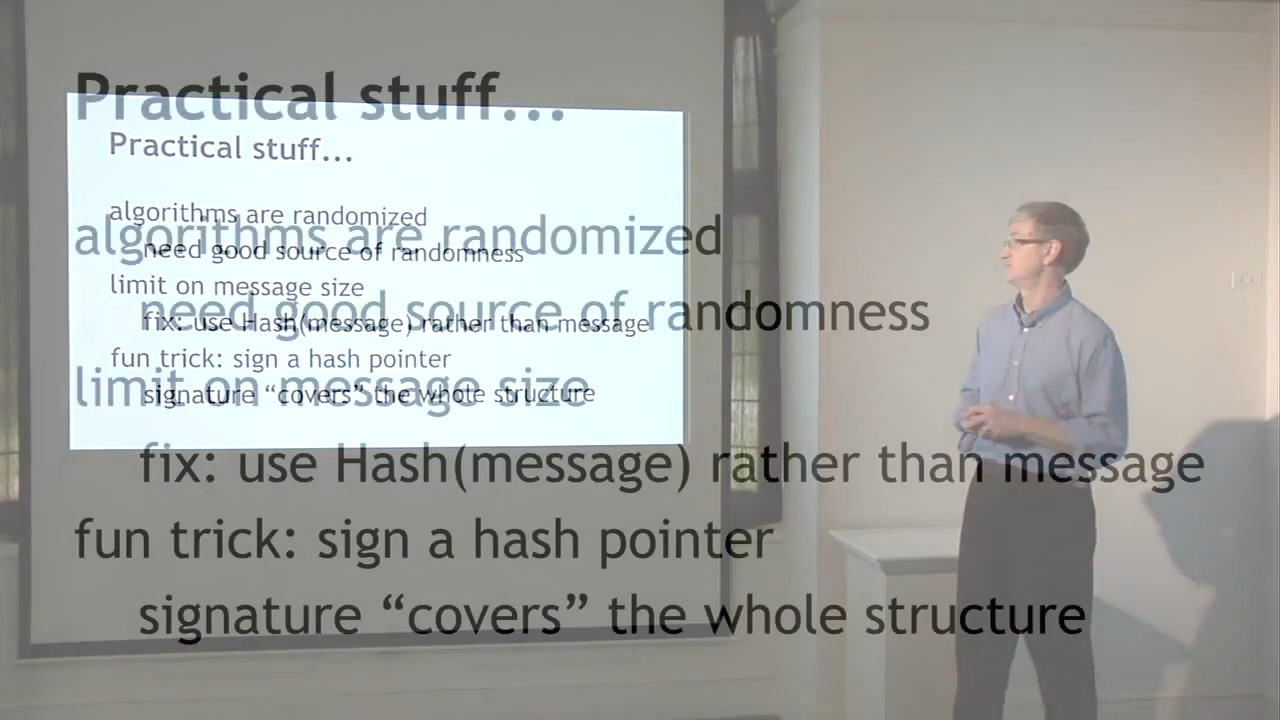 Practical stuff...
algorithms are randomized
need good source of randomness
limit on message size
fix: use Hash(message) rather than message
fun trick: sign a hash pointer
signature “covers” the whole structure
Practical stuff...
algorithms are randomized
need good source of randomness
limit on message size
fix: use Hash(message) rather than message
fun trick: sign a hash pointer
signature “covers” the whole structure